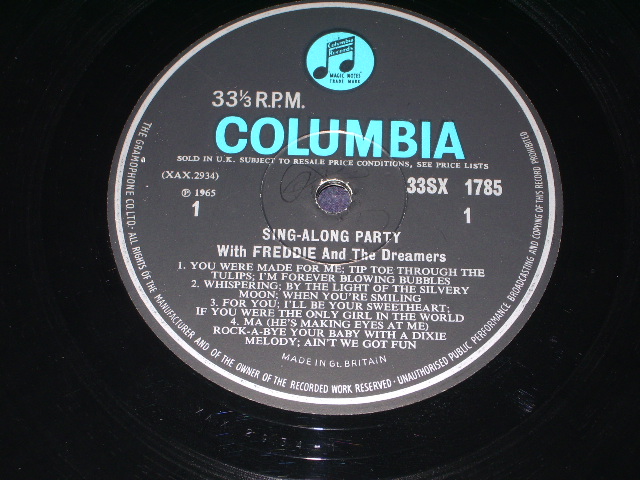 Columbia
Records
MAGIC NOTES
TRADE MARK
33⅓ R.P.M.
COLUMBIA
SOLD IN U.K. SUBJECT TO RESALE PRICE CONDITIONS, SEE PRICE LISTS
(XAX.2934)
33SX 1785
℗ 1965
1
1
SING-ALONG PARTY
With FREDDIE And The Dreamers
1. YOU WERE MADE FOR ME; TIP TOE THROUGH THE
TULIPS; I'M FOREVER BLOWING BUBBLES
2. WHISPERING; BY THE LIGHT OF THE SILVERY
MOON; WHEN YOU'RE SMILING
3. FOR YOU; I'LL BE YOUR SWEETHEART;
IF YOU WERE THE ONLY GIRL IN THE WORLD
4. MA (HE'S MAKING EYES AT ME)
ROCK-A-BYE YOUR BABY WITH A DIXIE
MELODY; AIN'T WE GOT FUN
MADE IN GT. BRITAIN
THE GRAMOPHONE CO LTD· ALL RIGHTS OF THE MANUFACTURER AND OF THE OWNER OF THE RECORDED WORK RESERVED · UNAUTHORISED PUBLIC PERFORMANCE BROADCASTING AND COPYING OF THIS RECORD PROHIBITED